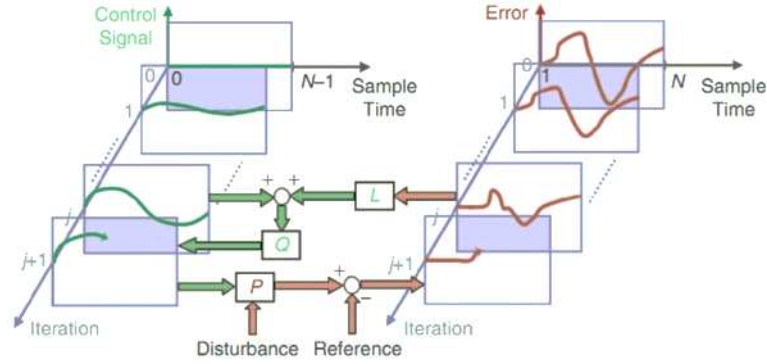 Control
Signal
0
0
N–1
Sample
Time
1
j
j+1
Iteration
+
+
L
Q
P
+
–
Disturbance
Reference
Error
0
1
N
Sample
Time
1
j
j+1
Iteration